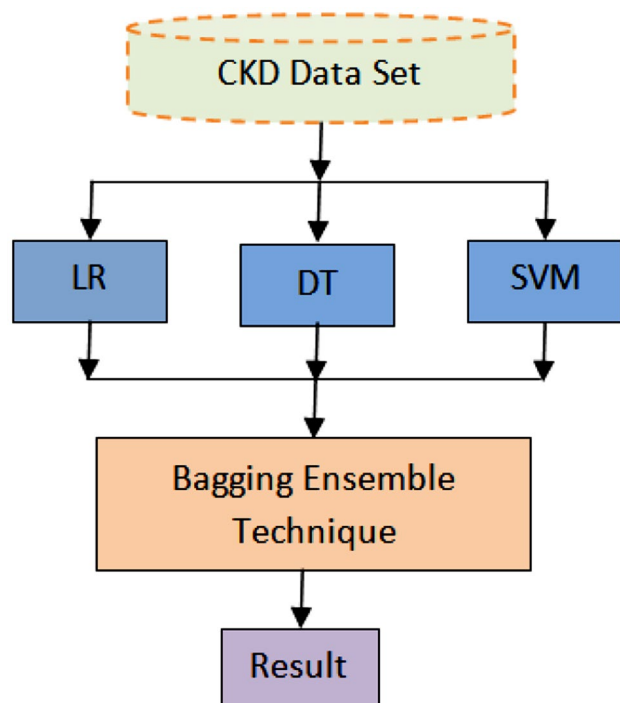 CKD Data Set
LR
DT
SVM
Bagging Ensemble
Technique
Result